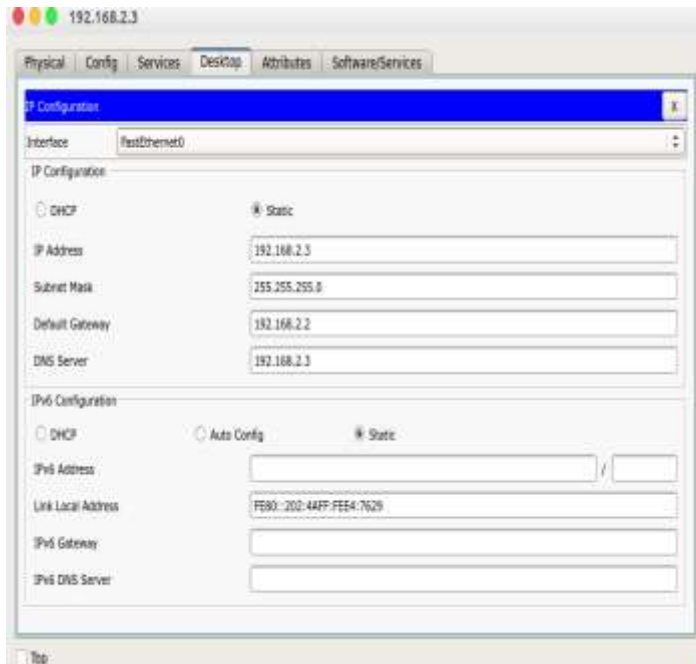 192.168.2.3
Physical Config Services Desktop Attributes Software/Services
IP Configuration X
Interface FastEthernet0
IP Configuration
DHCP Static
IP Address 192.168.2.3
Subnet Mask 255.255.255.0
Default Gateway 192.168.2.2
DNS Server 192.168.2.3
IPv6 Configuration
DHCP Auto Config Static
IPv6 Address /
Link Local Address FE80::202:4AFF:FEE4:7629
IPv6 Gateway
IPv6 DNS Server
Top